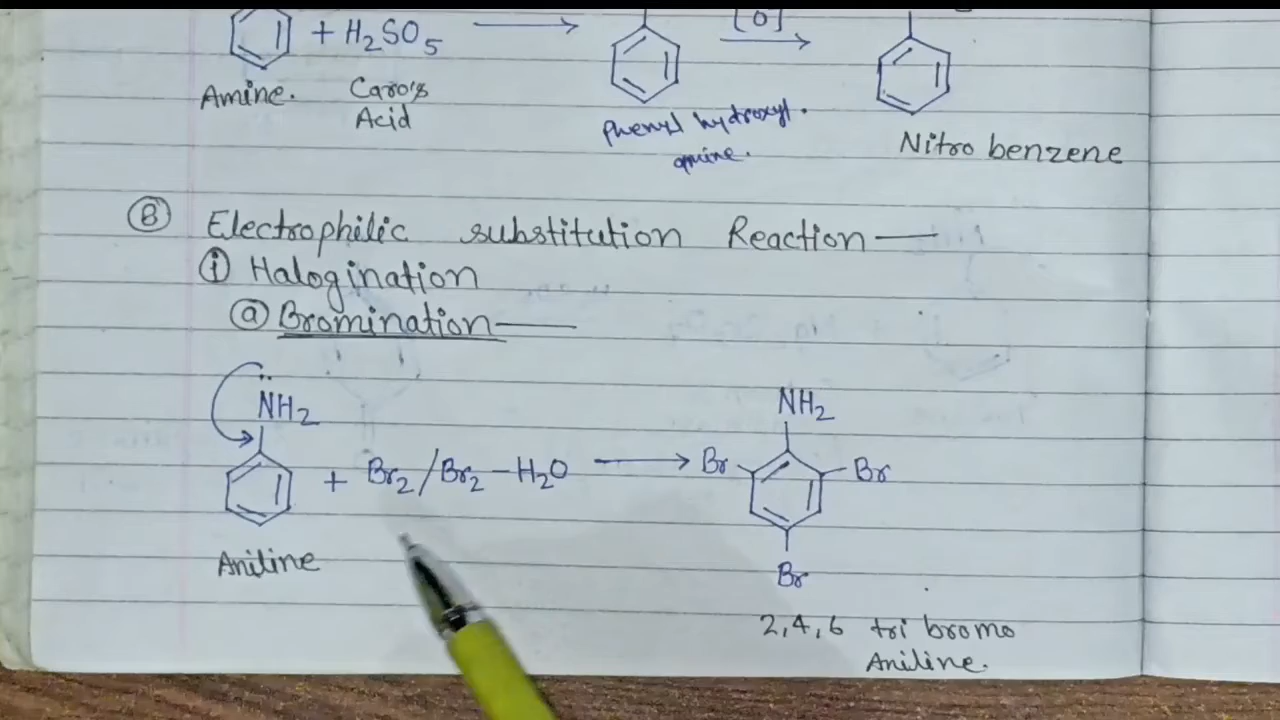 [O]
+ H₂SO₅
Amine. Caro's
Acid
Phenyl hydroxyl.
amine.
Nitro benzene
Ⓑ Electrophilic substitution Reaction —
ⓘ Halogination
ⓐ Bromination —
NH₂
NH₂
+ Br₂/Br₂-H₂O
Br
Br
Br
Aniline
2,4,6 tri bromo
Aniline.